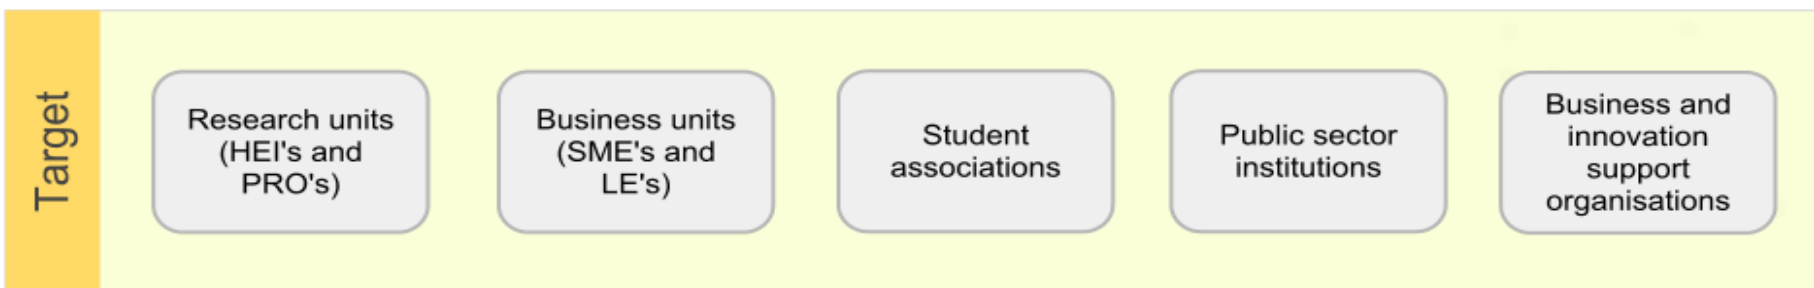 Target
Research units
(HEI's and
PRO's)
Business units
(SME's and
LE's)
Student
associations
Public sector
institutions
Business and
innovation
support
organisations